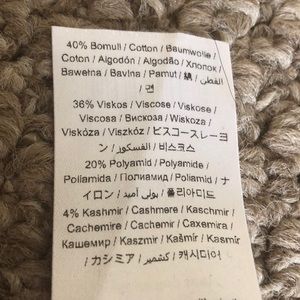 40% Bomull / Cotton / Baumwolle /
Coton / Algodón / Algodão / Хлопок /
Bawełna / Bavlna / Pamut / 綿 / القطن /
/ 면
36% Viskos / Viscose / Viskose /
Viscosa / Вискоза / Wiskoza /
Viskóza / Viszkóz / ビスコースレーヨ
ン / الفسكوز / 비스코스
20% Polyamid / Polyamide /
Poliamida / Полиамид / Poliamid / ナ
イロン / بولي أميد / 폴리아미드
4% Kashmir / Cashmere / Kaschmir /
Cachemire / Cachemir / Caxemira /
Кашемир / Kaszmir / Kašmír / Kasmír
/ カシミア / كشمير / 캐시미어